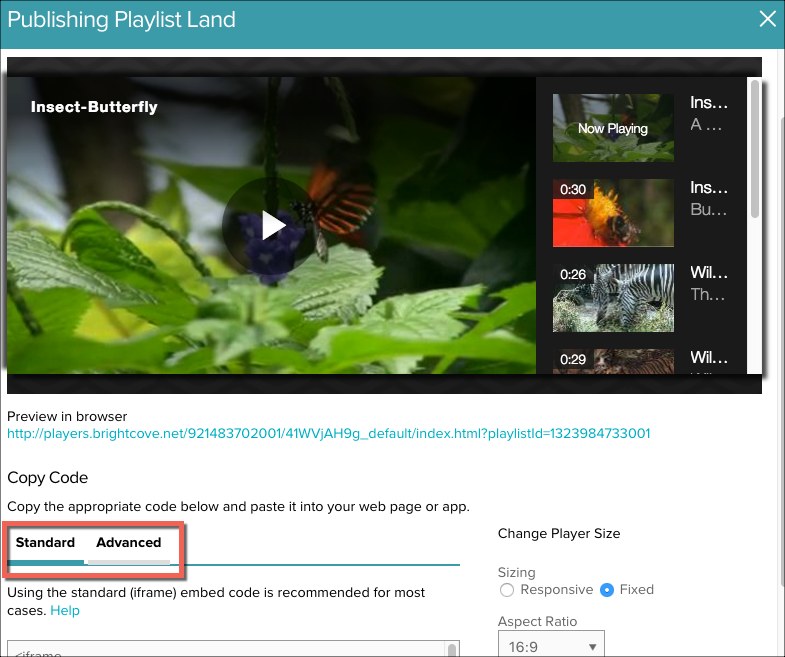 Publishing Playlist Land
Insect-Butterfly
Now Playing
Ins...
A ...
0:30
Ins...
Bu...
0:26
Wil...
Th...
0:29
Wil...
Preview in browser
http://players.brightcove.net/921483702001/41WVjAH9g_default/index.html?playlistId=1323984733001
Copy Code
Copy the appropriate code below and paste it into your web page or app.
Standard Advanced
Using the standard (iframe) embed code is recommended for most
cases. Help
<iframe
Change Player Size
Sizing
Responsive Fixed
Aspect Ratio
16:9